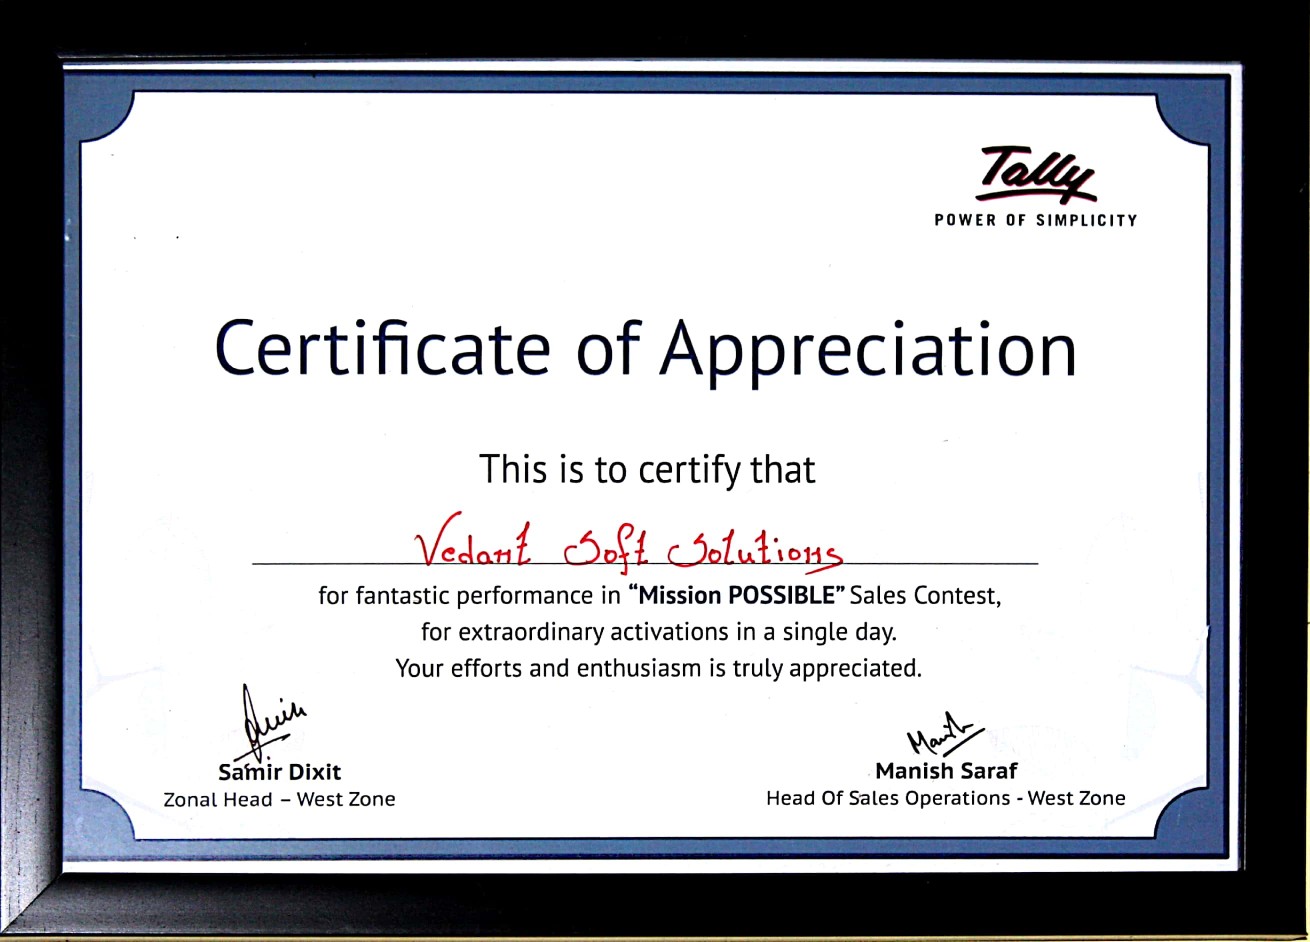 Tally
POWER OF SIMPLICITY
Certificate of Appreciation
This is to certify that
Vedant Soft Solutions
for fantastic performance in “Mission POSSIBLE” Sales Contest,
for extraordinary activations in a single day.
Your efforts and enthusiasm is truly appreciated.
Manish
Samir Dixit
Manish Saraf
Zonal Head – West Zone
Head Of Sales Operations - West Zone